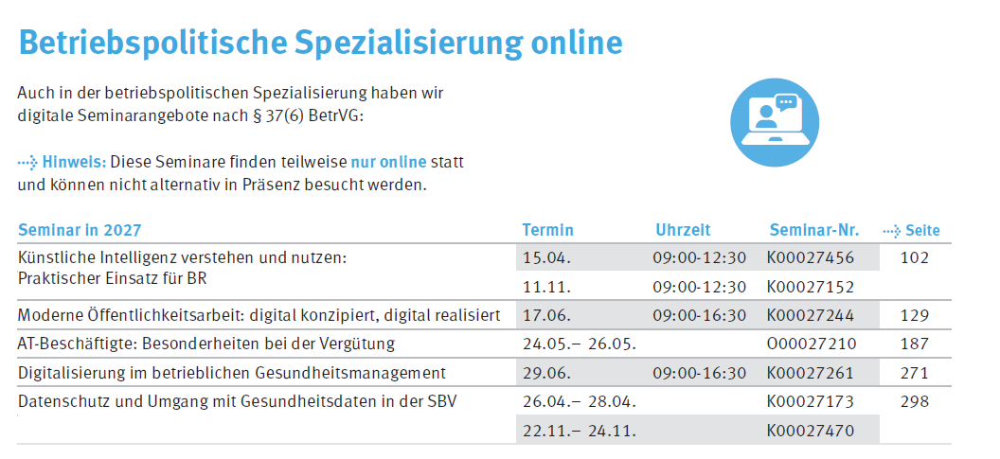 Betriebspolitische Spezialisierung online
Auch in der betriebspolitischen Spezialisierung haben wir
digitale Seminarangebote nach § 37(6) BetrVG:
Hinweis: Diese Seminare finden teilweise nur online statt
und können nicht alternativ in Präsenz besucht werden.
Seminar in 2027 Termin Uhrzeit Seminar-Nr. Seite
Künstliche Intelligenz verstehen und nutzen: 15.04. 09:00-12:30 K00027456 102
Praktischer Einsatz für BR
11.11. 09:00-12:30 K00027152
Moderne Öffentlichkeitsarbeit: digital konzipiert, digital realisiert 17.06. 09:00-16:30 K00027244 129
AT-Beschäftigte: Besonderheiten bei der Vergütung 24.05.– 26.05. O00027210 187
Digitalisierung im betrieblichen Gesundheitsmanagement 29.06. 09:00-16:30 K00027261 271
Datenschutz und Umgang mit Gesundheitsdaten in der SBV 26.04.– 28.04. K00027173 298
22.11.– 24.11. K00027470